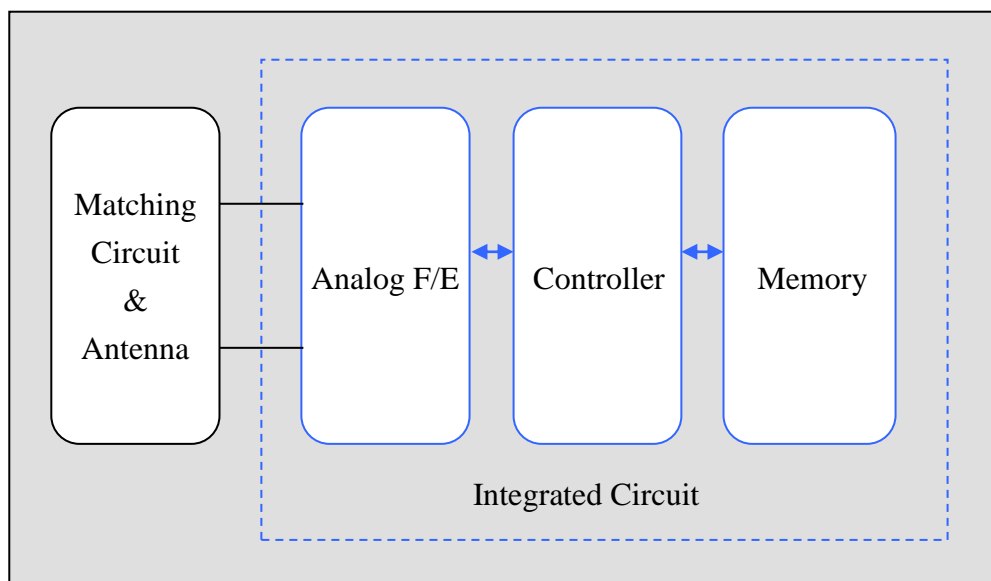 Matching
Circuit
&
Antenna
Analog F/E
Controller
Memory
Integrated Circuit